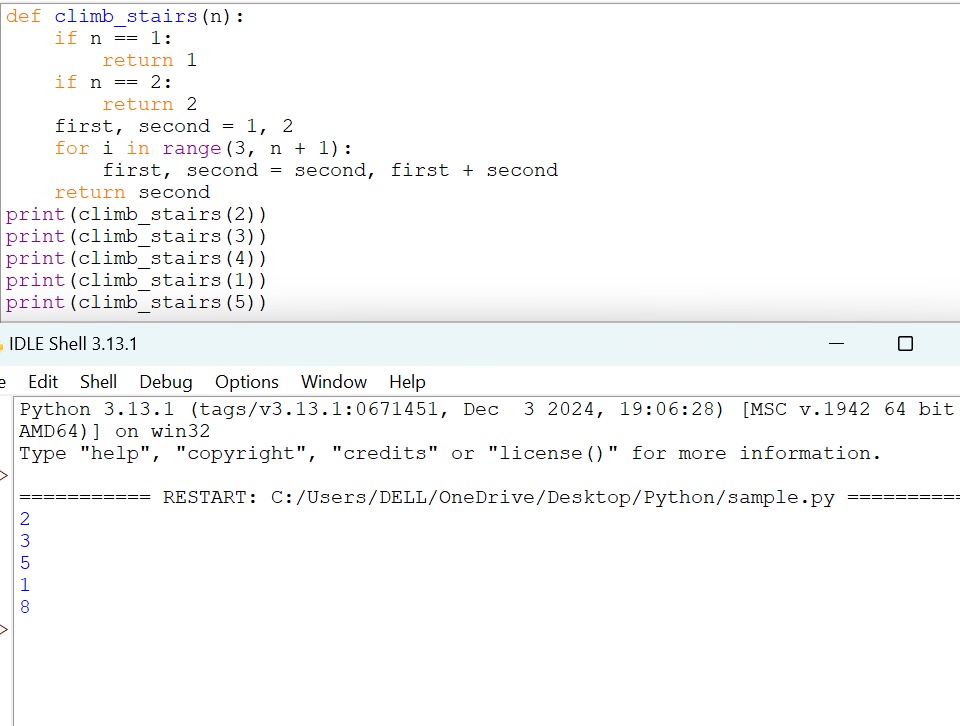 def climb_stairs(n):
    if n == 1:
        return 1
    if n == 2:
        return 2
    first, second = 1, 2
    for i in range(3, n + 1):
        first, second = second, first + second
    return second
print(climb_stairs(2))
print(climb_stairs(3))
print(climb_stairs(4))
print(climb_stairs(1))
print(climb_stairs(5))
IDLE Shell 3.13.1
e Edit Shell Debug Options Window Help
Python 3.13.1 (tags/v3.13.1:0671451, Dec  3 2024, 19:06:28) [MSC v.1942 64 bit
AMD64)] on win32
Type "help", "copyright", "credits" or "license()" for more information.
>
=========== RESTART: C:/Users/DELL/OneDrive/Desktop/Python/sample.py ==========
2
3
5
1
8
>